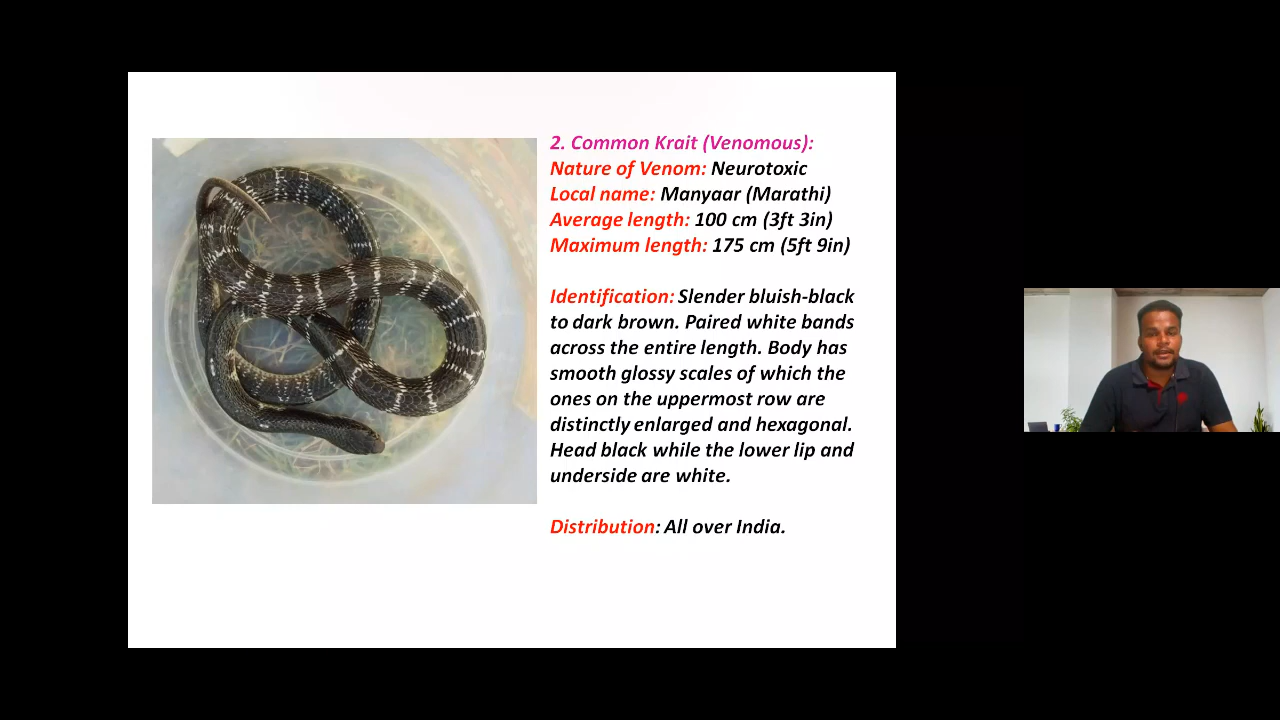 2. Common Krait (Venomous):
Nature of Venom: Neurotoxic
Local name: Manyaar (Marathi)
Average length: 100 cm (3ft 3in)
Maximum length: 175 cm (5ft 9in)
Identification: Slender bluish-black
to dark brown. Paired white bands
across the entire length. Body has
smooth glossy scales of which the
ones on the uppermost row are
distinctly enlarged and hexagonal.
Head black while the lower lip and
underside are white.
Distribution: All over India.